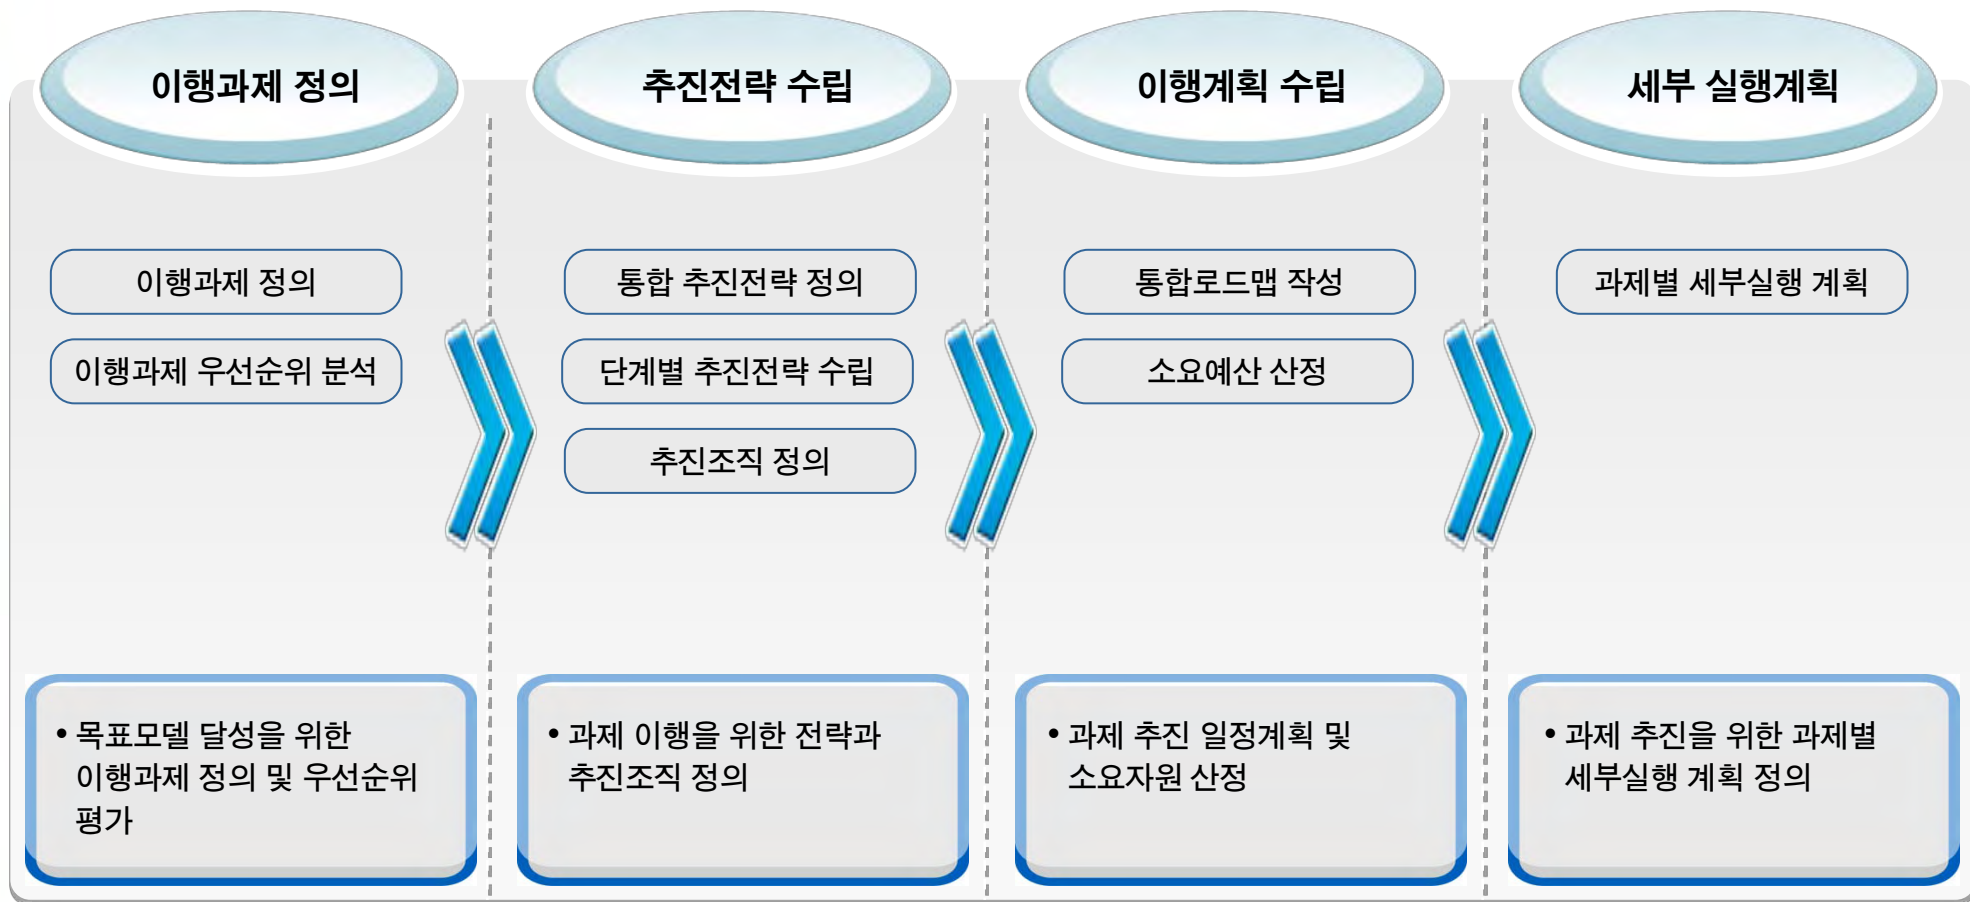 이행과제 정의
추진전략 수립
이행계획 수립
세부 실행계획
이행과제 정의
이행과제 우선순위 분석
통합 추진전략 정의
단계별 추진전략 수립
추진조직 정의
통합로드맵 작성
소요예산 산정
과제별 세부실행 계획
• 목표모델 달성을 위한
이행과제 정의 및 우선순위
평가
• 과제 이행을 위한 전략과
추진조직 정의
• 과제 추진 일정계획 및
소요자원 산정
• 과제 추진을 위한 과제별
세부실행 계획 정의